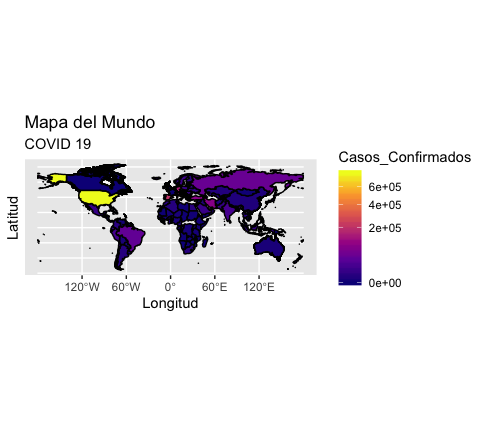 Mapa del Mundo
COVID 19
Casos_Confirmados
6e+05
4e+05
2e+05
0e+00
Latitud
120°W 60°W 0° 60°E 120°E
Longitud